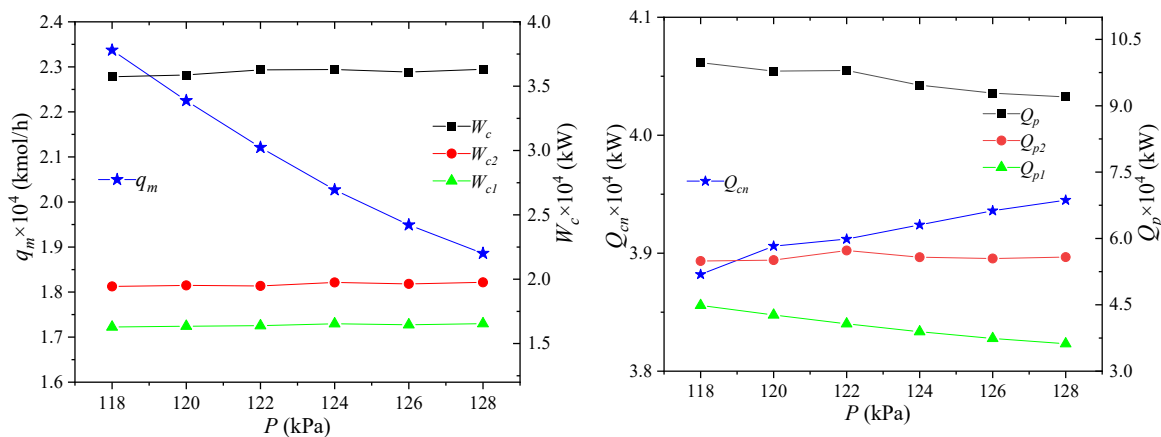 2.4
2.3
2.2
2.1
2.0
1.9
1.8
1.7
1.6
q_m×10^4 (kmol/h)
118 120 122 124 126 128
P (kPa)
4.0
3.5
3.0
2.5
2.0
1.5
W_c×10^4 (kW)
W_c
W_c2
W_c1
q_m
4.1
4.0
3.9
3.8
Q_cn×10^4 (kW)
118 120 122 124 126 128
P (kPa)
10.5
9.0
7.5
6.0
4.5
3.0
Q_p×10^4 (kW)
Q_p
Q_p2
Q_p1
Q_cn